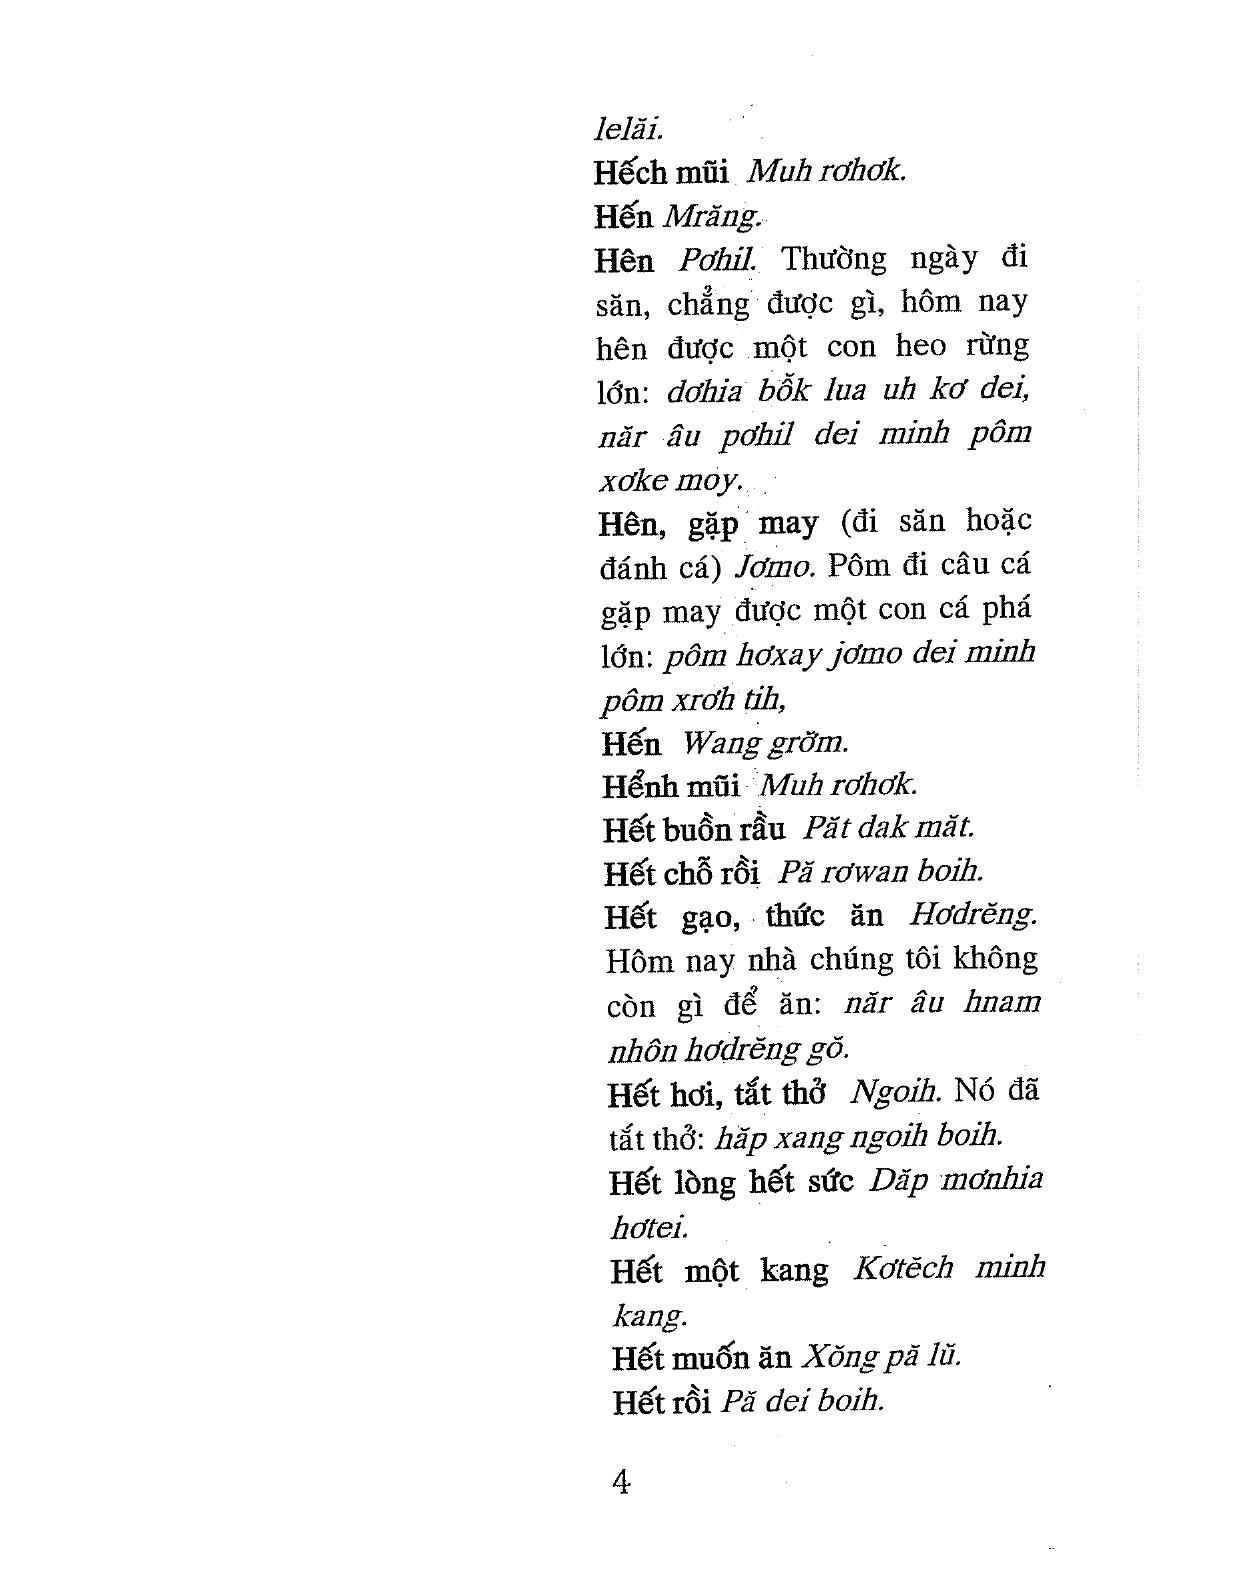 lelăi.
Hếch mũi Muh rơhơk.
Hến Mrăng.
Hên Pơhil. Thường ngày đi
săn, chẳng được gì, hôm nay
hên được một con heo rừng
lớn: dơhia bỗk lua uh kơ dei,
năr âu pơhil dei minh pôm
xơke moy.
Hên, gặp may (đi săn hoặc
đánh cá) Jơmo. Pôm đi câu cá
gặp may được một con cá phá
lớn: pôm hơxay jơmo dei minh
pôm xrơh tih,
Hến Wang grỡm.
Hểnh mũi Muh rơhơk.
Hết buồn rầu Păt dak măt.
Hết chỗ rồi Pă rơwan boih.
Hết gạo, thức ăn Hơdrĕng.
Hôm nay nhà chúng tôi không
còn gì để ăn: năr âu hnam
nhôn hơdrĕng gŏ.
Hết hơi, tắt thở Ngoih. Nó đã
tắt thở: hăp xang ngoih boih.
Hết lòng hết sức Dăp mơnhia
hơtei.
Hết một kang Kơtĕch minh
kang.
Hết muốn ăn Xŏng pă lŭ.
Hết rồi Pă dei boih.
4